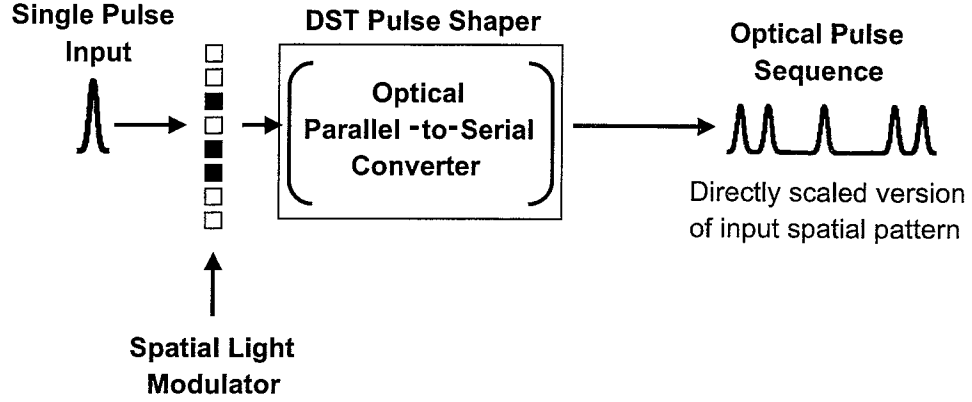 Single Pulse
Input
DST Pulse Shaper
Optical
Parallel -to-Serial
Converter
Optical Pulse
Sequence
Directly scaled version
of input spatial pattern
Spatial Light
Modulator